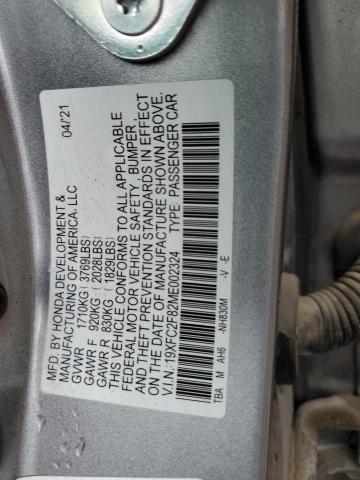 MFD. BY HONDA DEVELOPMENT & 04/21
MANUFACTURING OF AMERICA, LLC
GVWR 1710KG (3769LBS)
GAWR F 920KG (2028LBS)
GAWR R 830KG (1829LBS)
THIS VEHICLE CONFORMS TO ALL APPLICABLE
FEDERAL MOTOR VEHICLE SAFETY, BUMPER,
AND THEFT PREVENTION STANDARDS IN EFFECT
ON THE DATE OF MANUFACTURE SHOWN ABOVE.
V.I.N.:19XFC2F82ME002324 TYPE: PASSENGER CAR
TBA M AH6 -NH830M -V -E